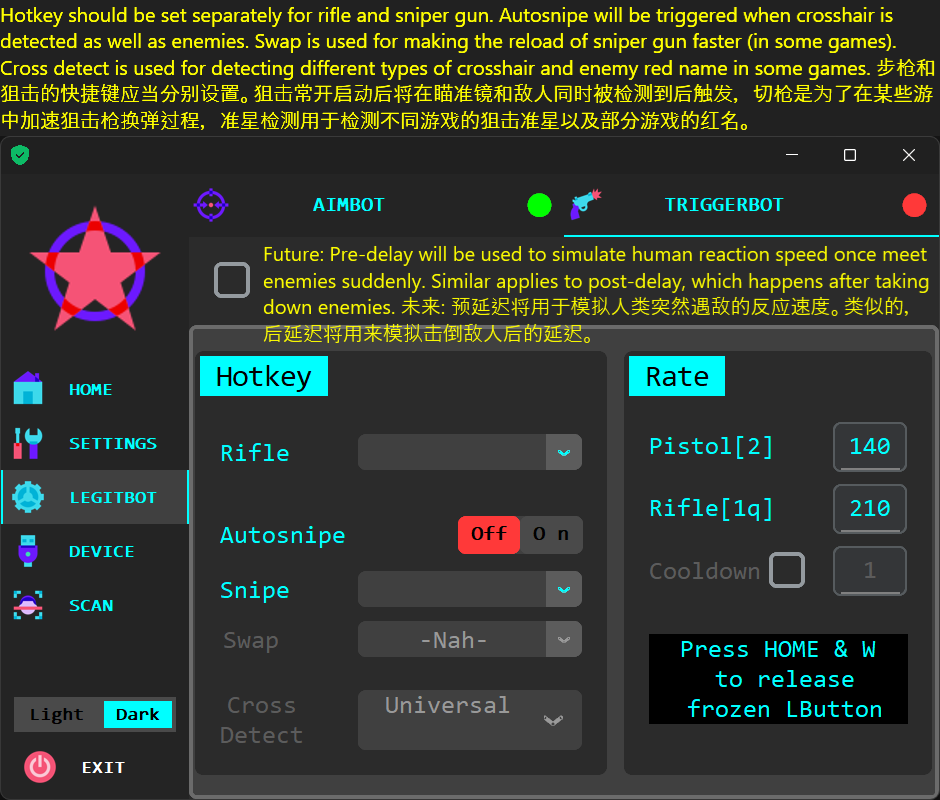 Hotkey should be set separately for rifle and sniper gun. Autosnipe will be triggered when crosshair is
detected as well as enemies. Swap is used for making the reload of sniper gun faster (in some games).
Cross detect is used for detecting different types of crosshair and enemy red name in some games. 步枪和
狙击的快捷键应当分别设置。狙击常开启动后将在瞄准镜和敌人同时被检测到后触发，切枪是为了在某些游
中加速狙击枪换弹过程，准星检测用于检测不同游戏的狙击准星以及部分游戏的红名。
AIMBOT
TRIGGERBOT
Future: Pre-delay will be used to simulate human reaction speed once meet
enemies suddenly. Similar applies to post-delay, which happens after taking
down enemies. 未来: 预延迟将用于模拟人类突然遇敌的反应速度。类似的,
后延迟将用来模拟击倒敌人后的延迟。
HOME
SETTINGS
LEGITBOT
DEVICE
SCAN
Light Dark
EXIT
Hotkey
Rifle
Autosnipe Off O n
Snipe
Swap -Nah-
Cross
Detect
Universal
Rate
Pistol[2] 140
Rifle[1q] 210
Cooldown 1
Press HOME & W
to release
frozen LButton